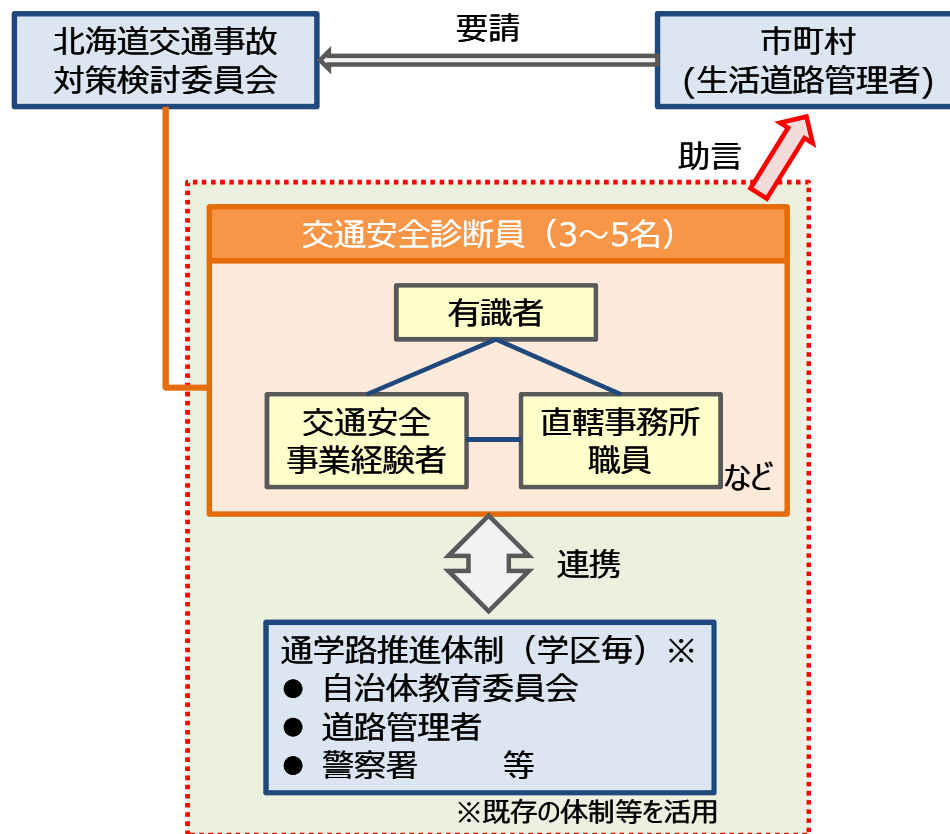 北海道交通事故
対策検討委員会
要請
市町村
(生活道路管理者)
助言
交通安全診断員（3～5名）
有識者
交通安全
事業経験者
直轄事務所
職員
など
連携
通学路推進体制（学区毎）※
● 自治体教育委員会
● 道路管理者
● 警察署　　等
※既存の体制等を活用